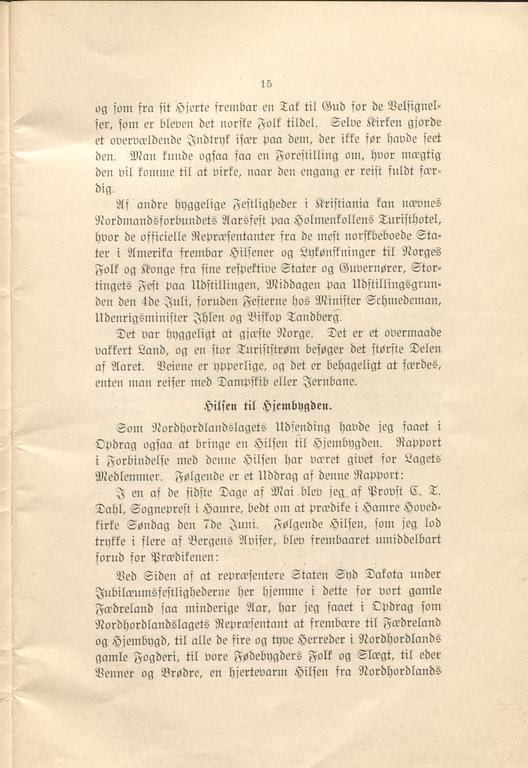 15
og som fra sit Hjerte frembar en Tak til Gud for de Velsignel-
ser, som er bleven det norske Folk tildel. Selve Kirken gjorde
et overvældende Indtryk især paa dem, der ikke før havde seet
den. Man kunde ogsaa faa en Forestilling om, hvor mægtig
den vil komme til at virke, naar den engang er reist fuldt fær-
dig.
Af andre hyggelige Festligheder i Kristiania kan nævnes
Nordmandsforbundets Aarsfest paa Holmenkollens Turisthotel,
hvor de officielle Repræsentanter fra de mest norskbeboede Sta-
ter i Amerika frembar Hilsener og Lykønskninger til Norges
Folk og Konge fra sine respektive Stater og Guvernører, Stor-
tingets Fest paa Udstillingen, Middagen paa Udstillingsgrun-
den den 4de Juli, foruden Festerne hos Minister Schmedeman,
Udenrigsminister Ihlen og Biskop Tandberg.
Det var hyggeligt at gjæste Norge. Det er et overmaade
vakkert Land, og en stor Turiststrøm besøger det største Delen
af Aaret. Veiene er ypperlige, og det er behageligt at færdes,
enten man reiser med Dampskib eller Jernbane.
Hilsen til Hjembygden.
Som Nordhordlandslagets Udsending havde jeg faaet i
Opdrag ogsaa at bringe en Hilsen til Hjembygden. Rapport
i Forbindelse med denne Hilsen har været givet for Lagets
Medlemmer. Følgende er et Uddrag af denne Rapport:
I en af de sidste Dage af Mai blev jeg af Provst C. T.
Dahl, Sogneprest i Hamre, bedt om at prædike i Hamre Hoved-
kirke Søndag den 7de Juni. Følgende Hilsen, som jeg lod
trykke i flere af Bergens Aviser, blev frembaaret umiddelbart
forud for Prædikenen:
Ved Siden af at repræsentere Staten Syd Dakota under
Jubilæumsfestlighederne her hjemme i dette for vort gamle
Fædreland saa minderige Aar, har jeg faaet i Opdrag som
Nordhordlandslagets Repræsentant at frembære til Fædreland
og Hjembygd, til alle de fire og tyve Herreder i Nordhordlands
gamle Fogderi, til vore Fødebygders Folk og Slægt, til eder
Venner og Brødre, en hjertevarm Hilsen fra Nordhordlands